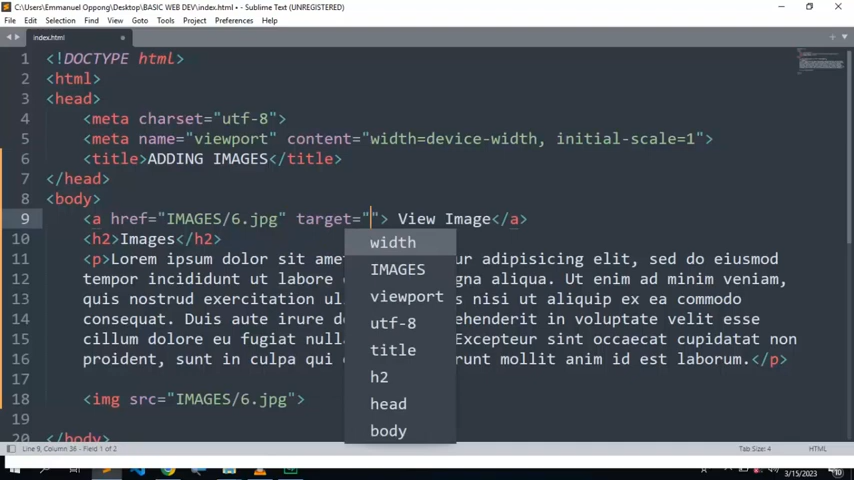 C:\Users\Emmanuel Oppong\Desktop\BASIC WEB DEV\index.html • - Sublime Text (UNREGISTERED)
File Edit Selection Find View Goto Tools Project Preferences Help
index.html
1 <!DOCTYPE html>
2 <html>
3 <head>
4 <meta charset="utf-8">
5 <meta name="viewport" content="width=device-width, initial-scale=1">
6 <title>ADDING IMAGES</title>
7 </head>
8 <body>
9 <a href="IMAGES/6.jpg" target=""> View Image</a>
10 <h2>Images</h2>
11 <p>Lorem ipsum dolor sit ur adipisicing elit, sed do eiusmod
12 tempor incididunt ut labore gna aliqua. Ut enim ad minim veniam,
13 quis nostrud exercitation nisi ut aliquip ex ea commodo
14 consequat. Duis aute irure henderit in voluptate velit esse
15 cillum dolore eu fugiat Excepteur sint occaecat cupidatat non
16 proident, sunt in culpa qui runt mollit anim id est laborum.</p>
17
18 <img src="IMAGES/6.jpg">
19
20 </body>
width
IMAGES
viewport
utf-8
title
h2
head
body
Line 9, Column 36 - Field 1 of 2 Tab Size: 4 HTML
3/15/2023